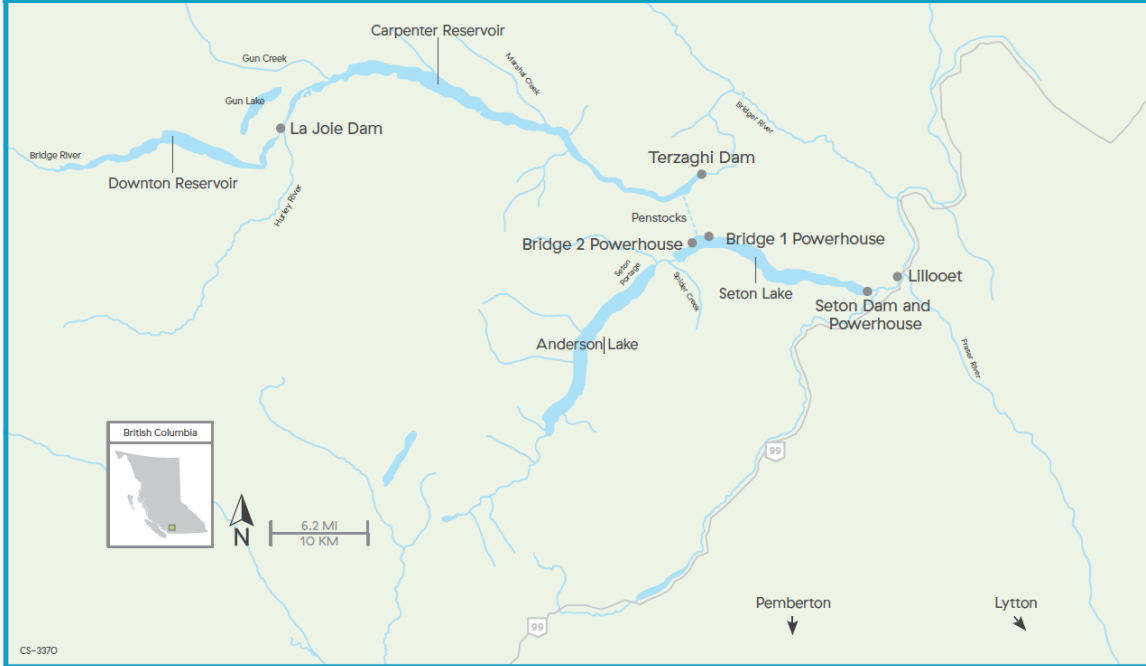 Carpenter Reservoir
Gun Creek
Marshal Creek
Gun Lake
La Joie Dam
Bridger River
Bridge River
Terzaghi Dam
Downton Reservoir
Hurley River
Penstocks
Bridge 2 Powerhouse
Bridge 1 Powerhouse
Seton
Portage
Spider Creek
Seton Lake
Lillooet
Seton Dam and
Powerhouse
Anderson Lake
Fraser River
British Columbia
99
N
6.2 MI
10 KM
Pemberton
Lytton
99
CS-3370